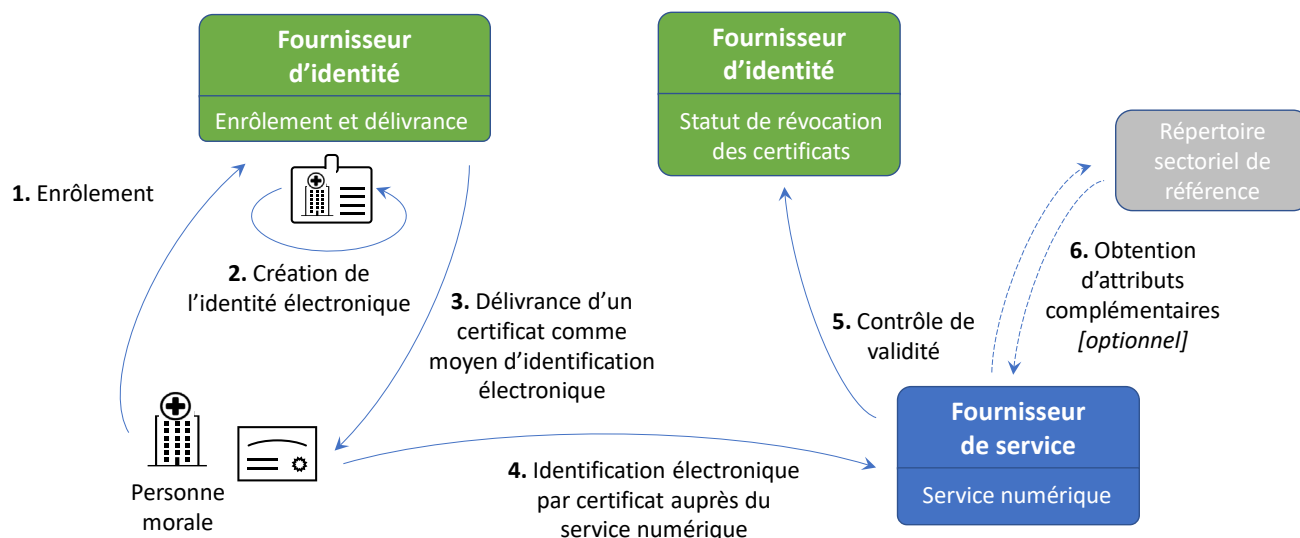 Fournisseur
d’identité
Enrôlement et délivrance
Fournisseur
d’identité
Statut de révocation
des certificats
Répertoire
sectoriel de
référence
1. Enrôlement
2. Création de
l’identité électronique
3. Délivrance d’un
certificat comme
moyen d’identification
électronique
4. Identification électronique
par certificat auprès du
service numérique
5. Contrôle de
validité
6. Obtention
d’attributs
complémentaires
[optionnel]
Personne
morale
Fournisseur
de service
Service numérique